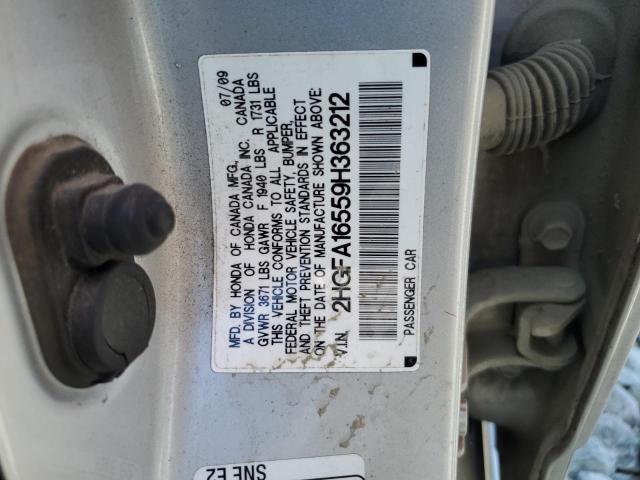 MFD. BY HONDA OF CANADA MFG., 07/09
A DIVISION OF HONDA CANADA INC. CANADA
GVWR 3671 LBS GAWR F 1940 LBS R 1731 LBS
THIS VEHICLE CONFORMS TO ALL APPLICABLE
FEDERAL MOTOR VEHICLE SAFETY, BUMPER,
AND THEFT PREVENTION STANDARDS IN EFFECT
ON THE DATE OF MANUFACTURE SHOWN ABOVE.
V.I.N. 2HGFA16559H363212
PASSENGER CAR